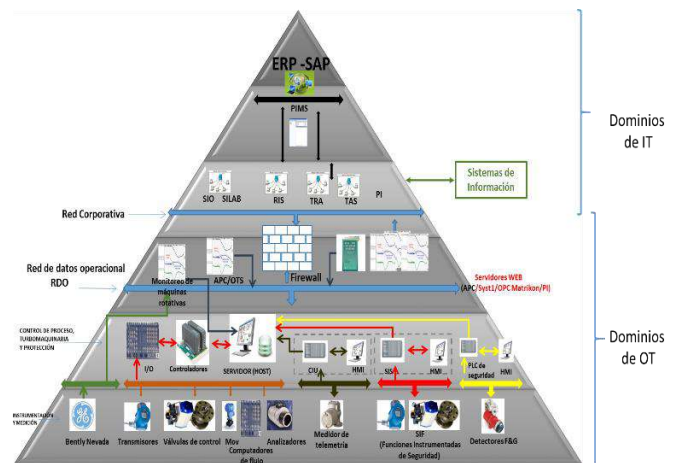 ERP -SAP
PIMS
Dominios
de IT
SIO
SILAB
RIS
TRA
TAS
PI
Sistemas de
Información
Red Corporativa
Red de datos operacional
RDO
Monitoreo de
máquinas
rotativas
APC/OTS
Firewall
Servidores WEB
(APC/Syst1/OPC Matrikon/PI)
CONTROL DE PROCESO,
TURBOMAQUINARIA
Y PROTECCIÓN
I/O
Controladores
SERVIDOR (HOST)
CIU
HMI
SIS
HMI
PLC de
seguridad
HMI
Dominios
de OT
INSTRUMENTACION
Y MEDICIÓN
Bently Nevada
Transmisores
Válvulas de control
Mov
Computadores
de flujo
Analizadores
Medidor de
telemetría
SIF
(Funciones Instrumentadas
de Seguridad)
Detectores F&G